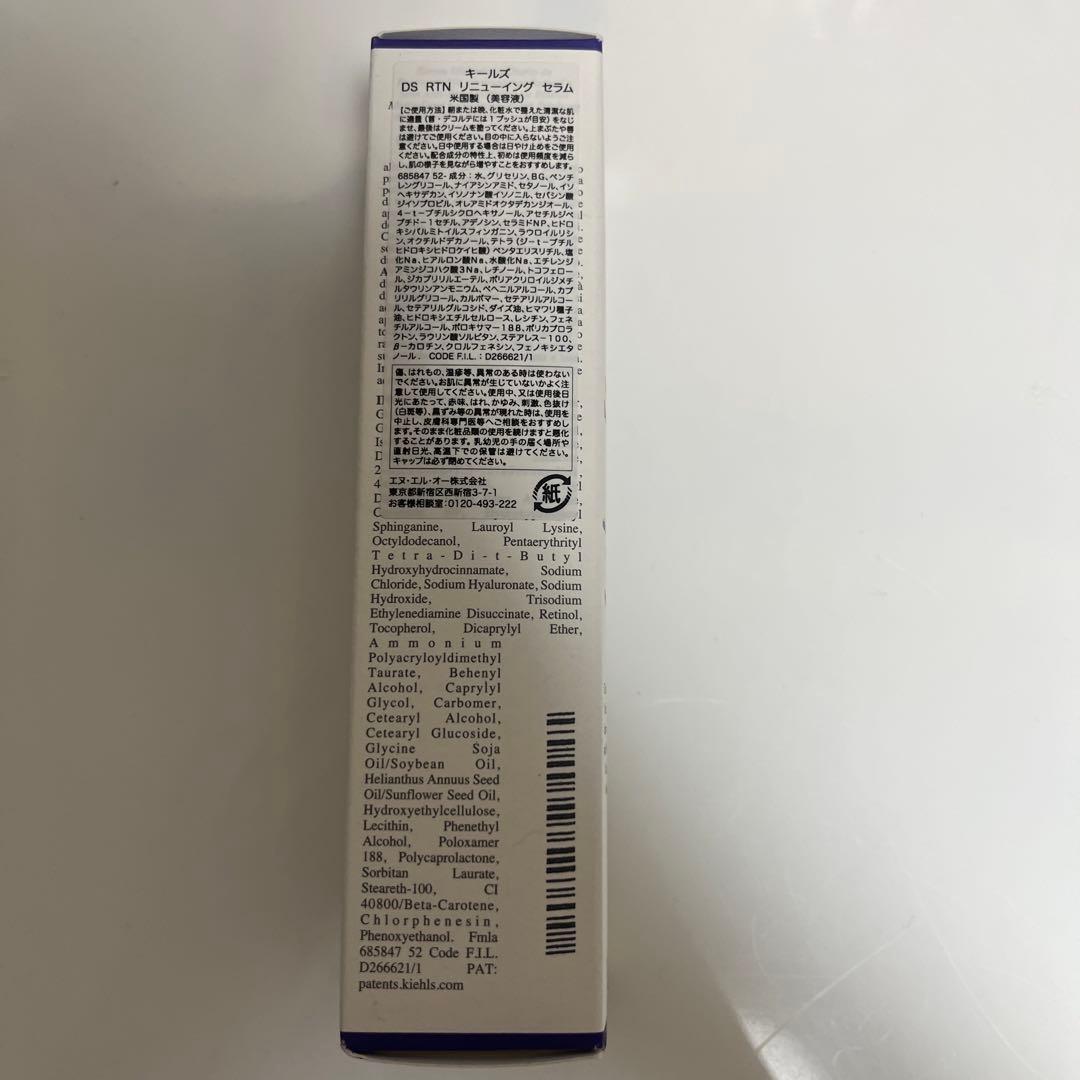 キールズ
DS RTN リニューイング セラム
米国製（美容液）
【ご使用方法】朝または晩、化粧水で整えた清潔な肌
に適量（首・デコルテには１プッシュが目安）をなじ
ませ、最後はクリームを塗ってください。上まぶたや唇
は避けてご使用ください。目の中に入らないようご注
意ください。日中使用する場合は日やけ止めをご使用
ください。配合成分の特性上、初めは使用頻度を減ら
し、肌の様子を見ながら増やすことをおすすめします。
685847 52- 成分：水、グリセリン、BG、ペンチ
レングリコール、ナイアシンアミド、セタノール、イソ
ヘキサデカン、イソノナン酸イソノニル、セバシン酸
ジイソプロピル、オレアミドオクタデカンジオール、
４－ｔ－ブチルシクロヘキサノール、アセチルジペ
プチド－１セチル、アデノシン、セラミドNP、ヒドロ
キシパルミトイルスフィンガニン、ラウロイルリシ
ン、オクチルドデカノール、テトラ（ジ－ｔ－ブチル
ヒドロキシヒドロケイヒ酸）ペンタエリスリチル、塩
化Na、ヒアルロン酸Na、水酸化Na、エチレンジ
アミンジコハク酸３Na、レチノール、トコフェロー
ル、ジカプリリルエーテル、ポリアクリロイルジメチ
ルタウリンアンモニウム、ベヘニルアルコール、カプ
リリルグリコール、カルボマー、セテアリルアルコー
ル、セテアリルグルコシド、ダイズ油、ヒマワリ種子
油、ヒドロキシエチルセルロース、レシチン、フェネ
チルアルコール、ポロキサマー１８８、ポリカプロラ
クトン、ラウリン酸ソルビタン、ステアレス－１００、
β－カロチン、クロルフェネシン、フェノキシエタ
ノール． CODE F.I.L.：D266621/1
傷、はれもの、湿疹等、異常のある時は使わない
でください。お肌に異常が生じていないかよく注
意して使用してください。使用中、又は使用後日
光にあたって、赤味、はれ、かゆみ、刺激、色抜け
（白斑等）、黒ずみ等の異常が現れた時は、使用を
中止し、皮膚科専門医等へご相談をおすすめし
ます。そのまま化粧品類の使用を続けますと悪化
することがあります。乳幼児の手の届く場所や
直射日光、高温下での保管は避けてください。
キャップは必ず閉めてください。
エヌ・エル・オー株式会社
東京都新宿区西新宿3-7-1
お客様相談室：0120-493-222
紙
Sphinganine, Lauroyl Lysine,
Octyldodecanol, Pentaerythrityl
Tetra-Di-t-Butyl
Hydroxyhydrocinnamate, Sodium
Chloride, Sodium Hyaluronate, Sodium
Hydroxide, Trisodium
Ethylenediamine Disuccinate, Retinol,
Tocopherol, Dicaprylyl Ether,
Ammonium
Polyacryloyldimethyl
Taurate, Behenyl
Alcohol, Caprylyl
Glycol, Carbomer,
Cetearyl Alcohol,
Cetearyl Glucoside,
Glycine Soja
Oil/Soybean Oil,
Helianthus Annuus Seed
Oil/Sunflower Seed Oil,
Hydroxyethylcellulose,
Lecithin, Phenethyl
Alcohol, Poloxamer
188, Polycaprolactone,
Sorbitan Laurate,
Steareth-100, CI
40800/Beta-Carotene,
Chlorphenesin,
Phenoxyethanol. Fmla
685847 52 Code F.I.L.
D266621/1 PAT:
patents.kiehls.com